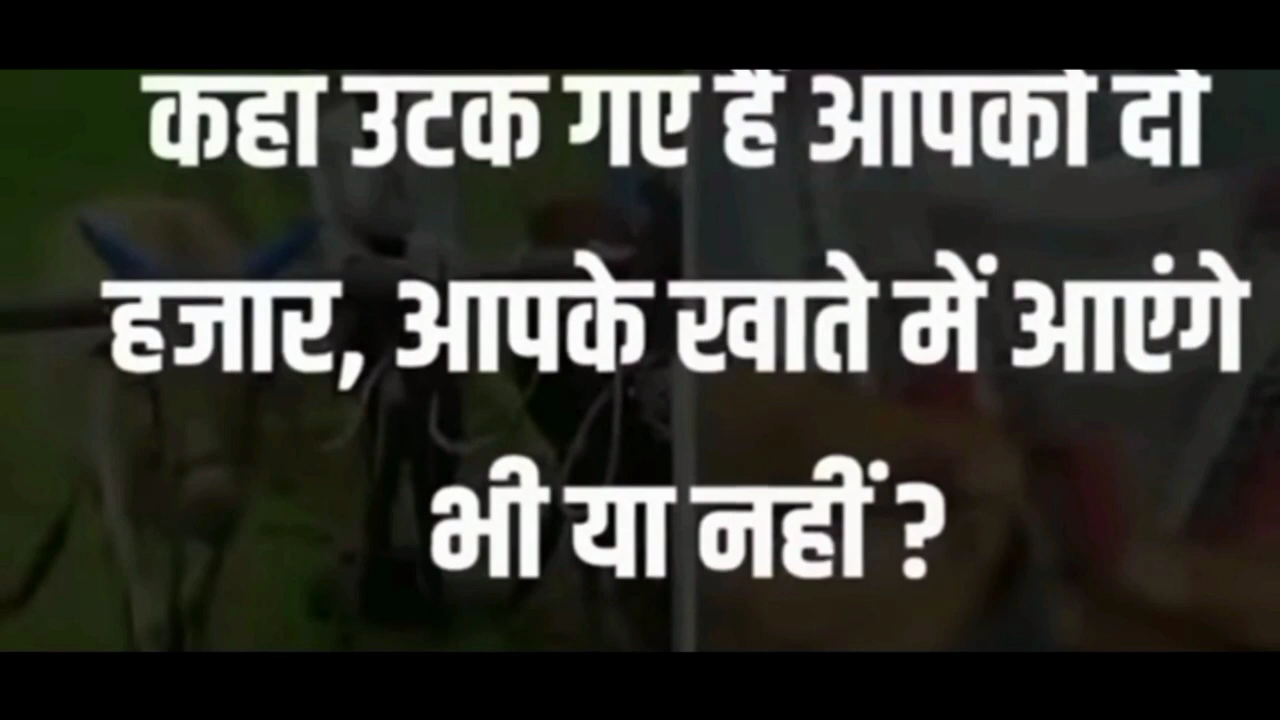 कहां उटक गए हैं आपको दो
हजार, आपके खाते में आएंगे
भी या नहीं ?